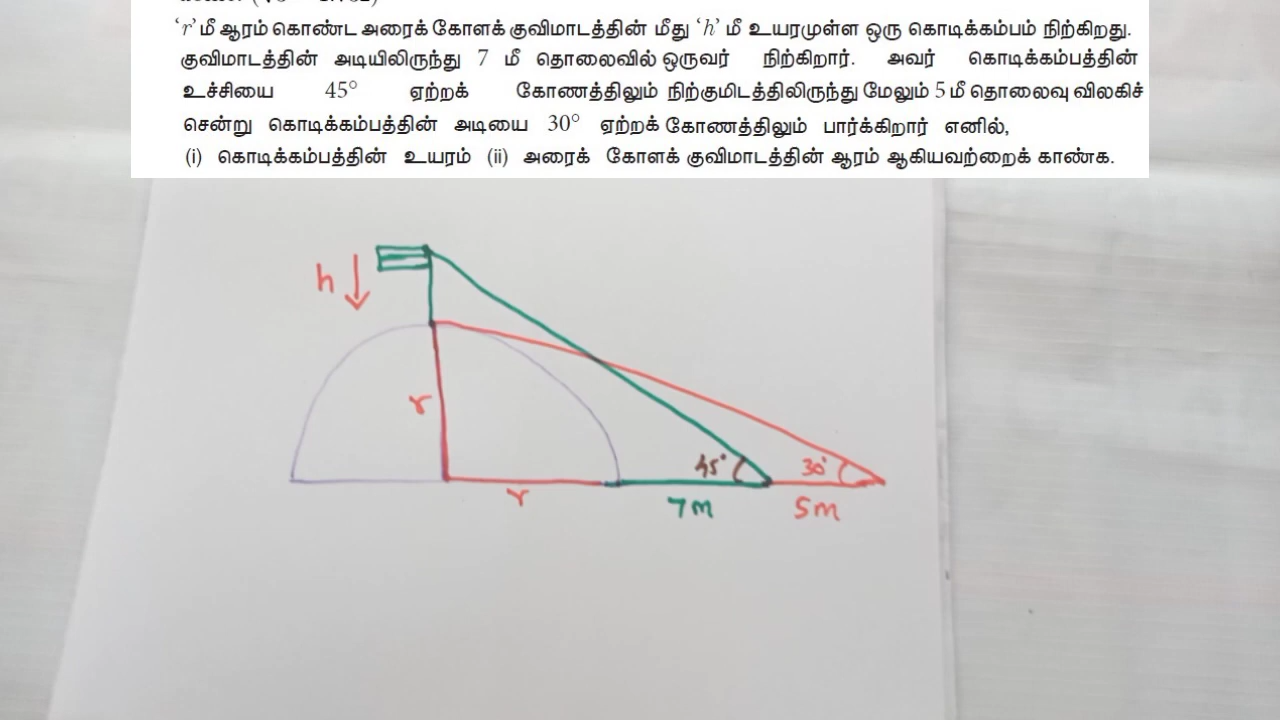 'r' மீ ஆரம் கொண்ட அரைக் கோளக் குவிமாடத்தின் மீது 'h' மீ உயரமுள்ள ஒரு கொடிக்கம்பம் நிற்கிறது.
குவிமாடத்தின் அடியிலிருந்து 7 மீ தொலைவில் ஒருவர் நிற்கிறார். அவர் கொடிக்கம்பத்தின்
உச்சியை 45° ஏற்றக் கோணத்திலும் நிற்குமிடத்திலிருந்து மேலும் 5 மீ தொலைவு விலகிச்
சென்று கொடிக்கம்பத்தின் அடியை 30° ஏற்றக் கோணத்திலும் பார்க்கிறார் எனில்,
(i) கொடிக்கம்பத்தின் உயரம் (ii) அரைக் கோளக் குவிமாடத்தின் ஆரம் ஆகியவற்றைக் காண்க.
h
r
45° 30°
r 7m 5m